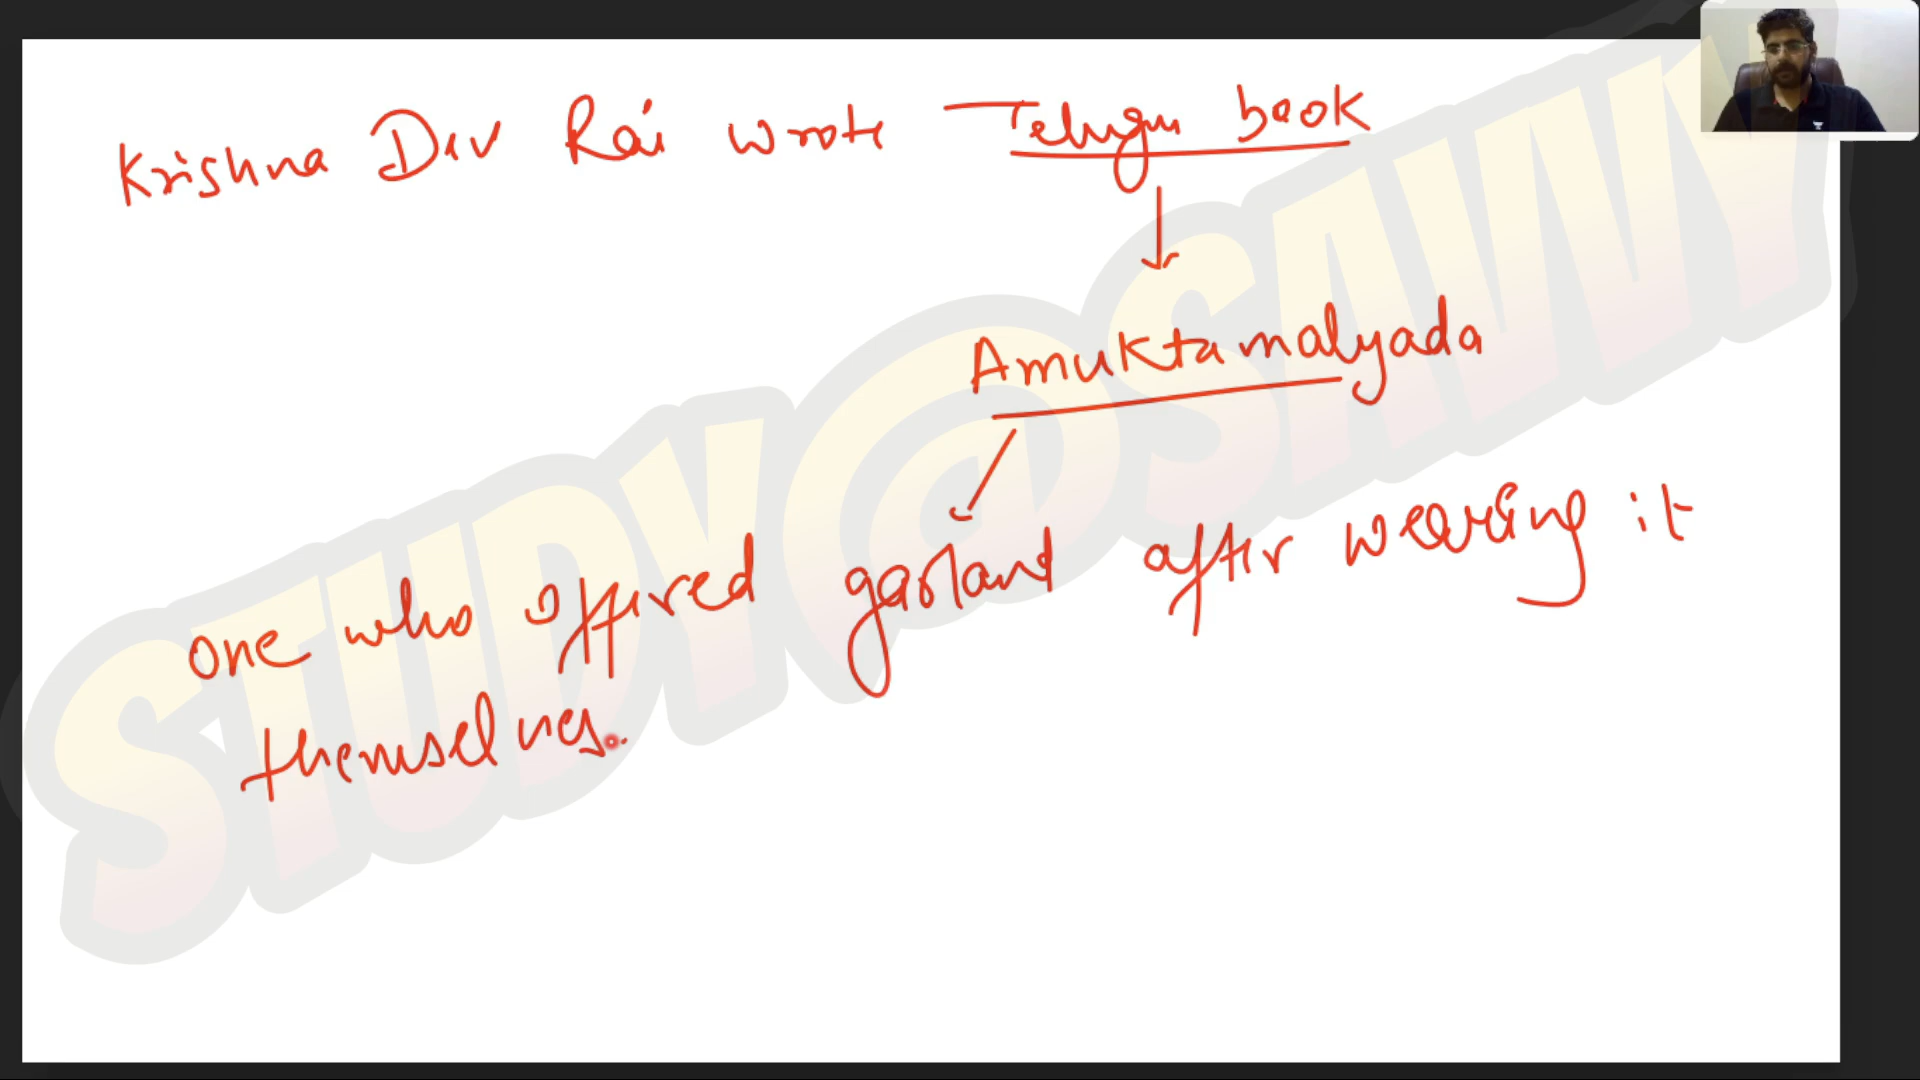 Krishna Dev Rai wrote Telugu book
Amuktamalyada
one who offered garland after wearing it
themselves.
STUDY@SAVVY